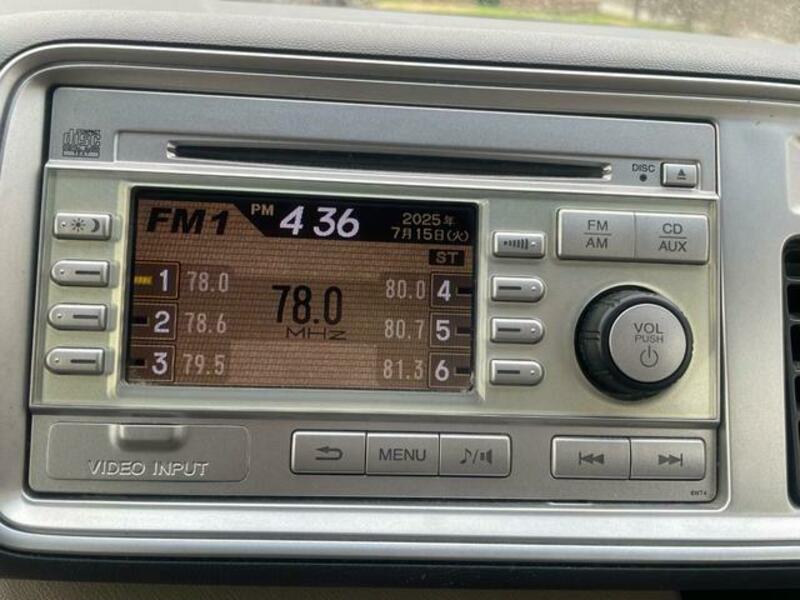 disc
DISC
FM1 PM 4 36 2025年
7月15日(火)
ST
1 78.0 78.0 MHz 80.0 4
2 78.6 80.7 5
3 79.5 81.3 6
FM
AM
CD
AUX
VOL
PUSH
VIDEO INPUT
MENU